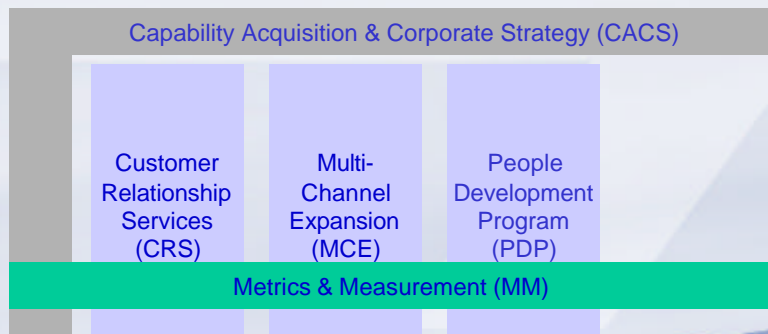 Capability Acquisition & Corporate Strategy (CACS)
Customer
Relationship
Services
(CRS)
Multi-
Channel
Expansion
(MCE)
People
Development
Program
(PDP)
Metrics & Measurement (MM)